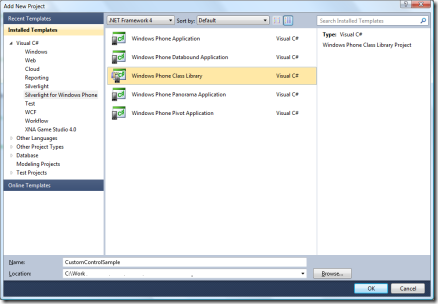 Add New Project
Recent Templates
Installed Templates
Visual C#
Windows
Web
Cloud
Reporting
Silverlight
Silverlight for Windows Phone
Test
WCF
Workflow
XNA Game Studio 4.0
Other Languages
Other Project Types
Database
Modeling Projects
Test Projects
Online Templates
.NET Framework 4 Sort by: Default
Search Installed Templates
Windows Phone Application Visual C#
Windows Phone Databound Application Visual C#
Windows Phone Class Library Visual C#
Windows Phone Panorama Application Visual C#
Windows Phone Pivot Application Visual C#
Type: Visual C#
Windows Phone Class Library Project
Name: CustomControlSample
Location: C:\Work
Browse...
OK Cancel